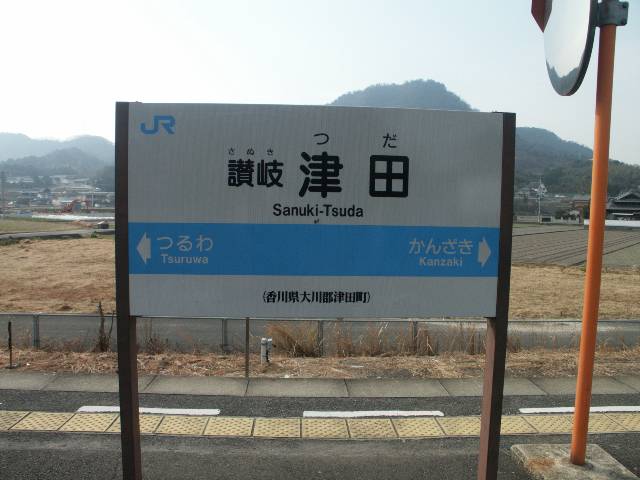 JR
さぬき つだ
讃岐津田
Sanuki-Tsuda
つるわ かんざき
Tsuruwa Kanzaki
(香川県大川郡津田町)